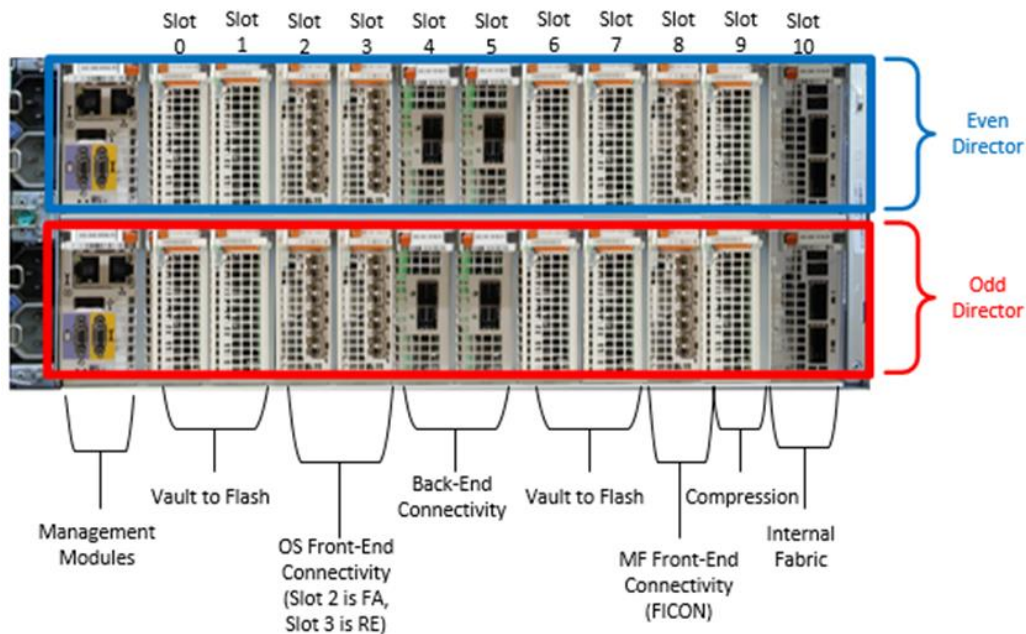 Slot Slot Slot Slot Slot Slot Slot Slot Slot Slot Slot
0 1 2 3 4 5 6 7 8 9 10
Even
Director
Odd
Director
Management
Modules
Vault to Flash
OS Front-End
Connectivity
(Slot 2 is FA,
Slot 3 is RE)
Back-End
Connectivity
Vault to Flash
MF Front-End
Connectivity
(FICON)
Compression
Internal
Fabric